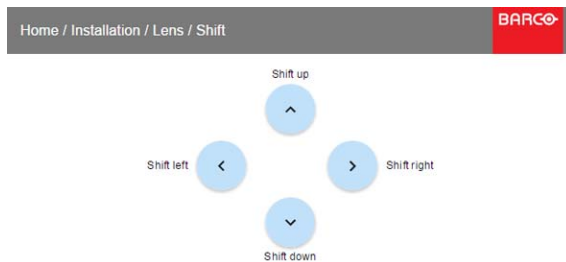 Home / Installation / Lens / Shift
BARCO
Shift up
Shift left
Shift right
Shift down